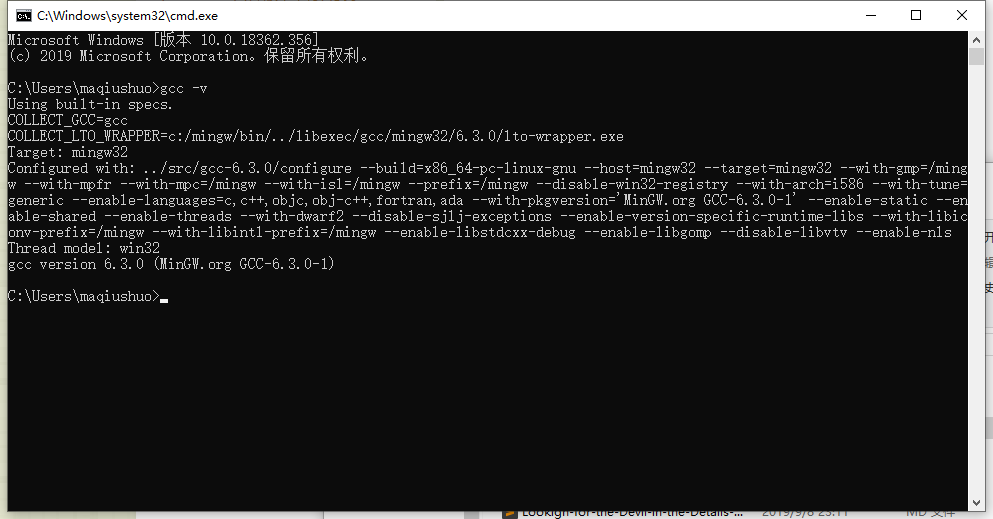 C:\Windows\system32\cmd.exe
Microsoft Windows [版本 10.0.18362.356]
(c) 2019 Microsoft Corporation。保留所有权利。
C:\Users\maqiushuo>gcc -v
Using built-in specs.
COLLECT_GCC=gcc
COLLECT_LTO_WRAPPER=c:/mingw/bin/../libexec/gcc/mingw32/6.3.0/lto-wrapper.exe
Target: mingw32
Configured with: ../src/gcc-6.3.0/configure --build=x86_64-pc-linux-gnu --host=mingw32 --target=mingw32 --with-gmp=/ming
w --with-mpfr --with-mpc=/mingw --with-isl=/mingw --prefix=/mingw --disable-win32-registry --with-arch=i586 --with-tune=
generic --enable-languages=c,c++,objc,obj-c++,fortran,ada --with-pkgversion='MinGW.org GCC-6.3.0-1' --enable-static --en
able-shared --enable-threads --with-dwarf2 --disable-sjlj-exceptions --enable-version-specific-runtime-libs --with-libic
onv-prefix=/mingw --with-libintl-prefix=/mingw --enable-libstdcxx-debug --enable-libgomp --disable-libvtv --enable-nls
Thread model: win32
gcc version 6.3.0 (MinGW.org GCC-6.3.0-1)
C:\Users\maqiushuo>
开
辑
史
Lookign-for-the-Devil-in-the-Details-... 2019/9/8 23:11 MD 文件